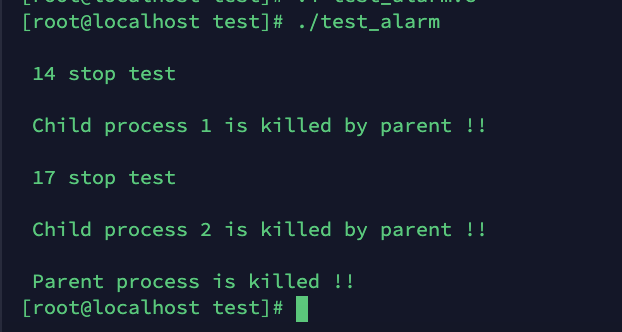 [root@localhost test]# ./test_alarm
14 stop test
Child process 1 is killed by parent !!
17 stop test
Child process 2 is killed by parent !!
Parent process is killed !!
[root@localhost test]#